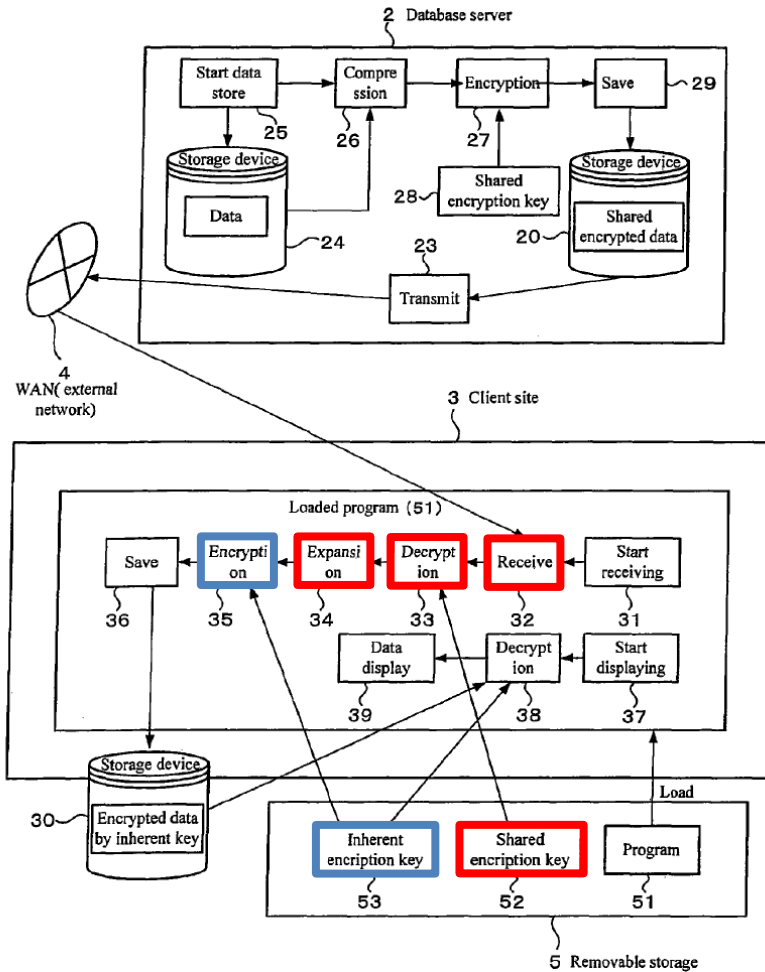 2 Database server
Start data
store
25
Compre
ssion
26
Encryption
27
Save
29
Storage device
Data
24
28
Shared
encryption key
Storage device
20
Shared
encrypted data
23
Transmit
4
WAN( external
network)
3 Client site
Loaded program (51)
Save
36
Encrypti
on
35
Expansi
on
34
Decrypt
ion
33
Receive
32
Start
receiving
31
Data
display
39
Decrypt
ion
38
Start
displaying
37
Storage device
30
Encrypted data
by inherent key
Load
Inherent
encription key
53
Shared
encription key
52
Program
51
5 Removable storage